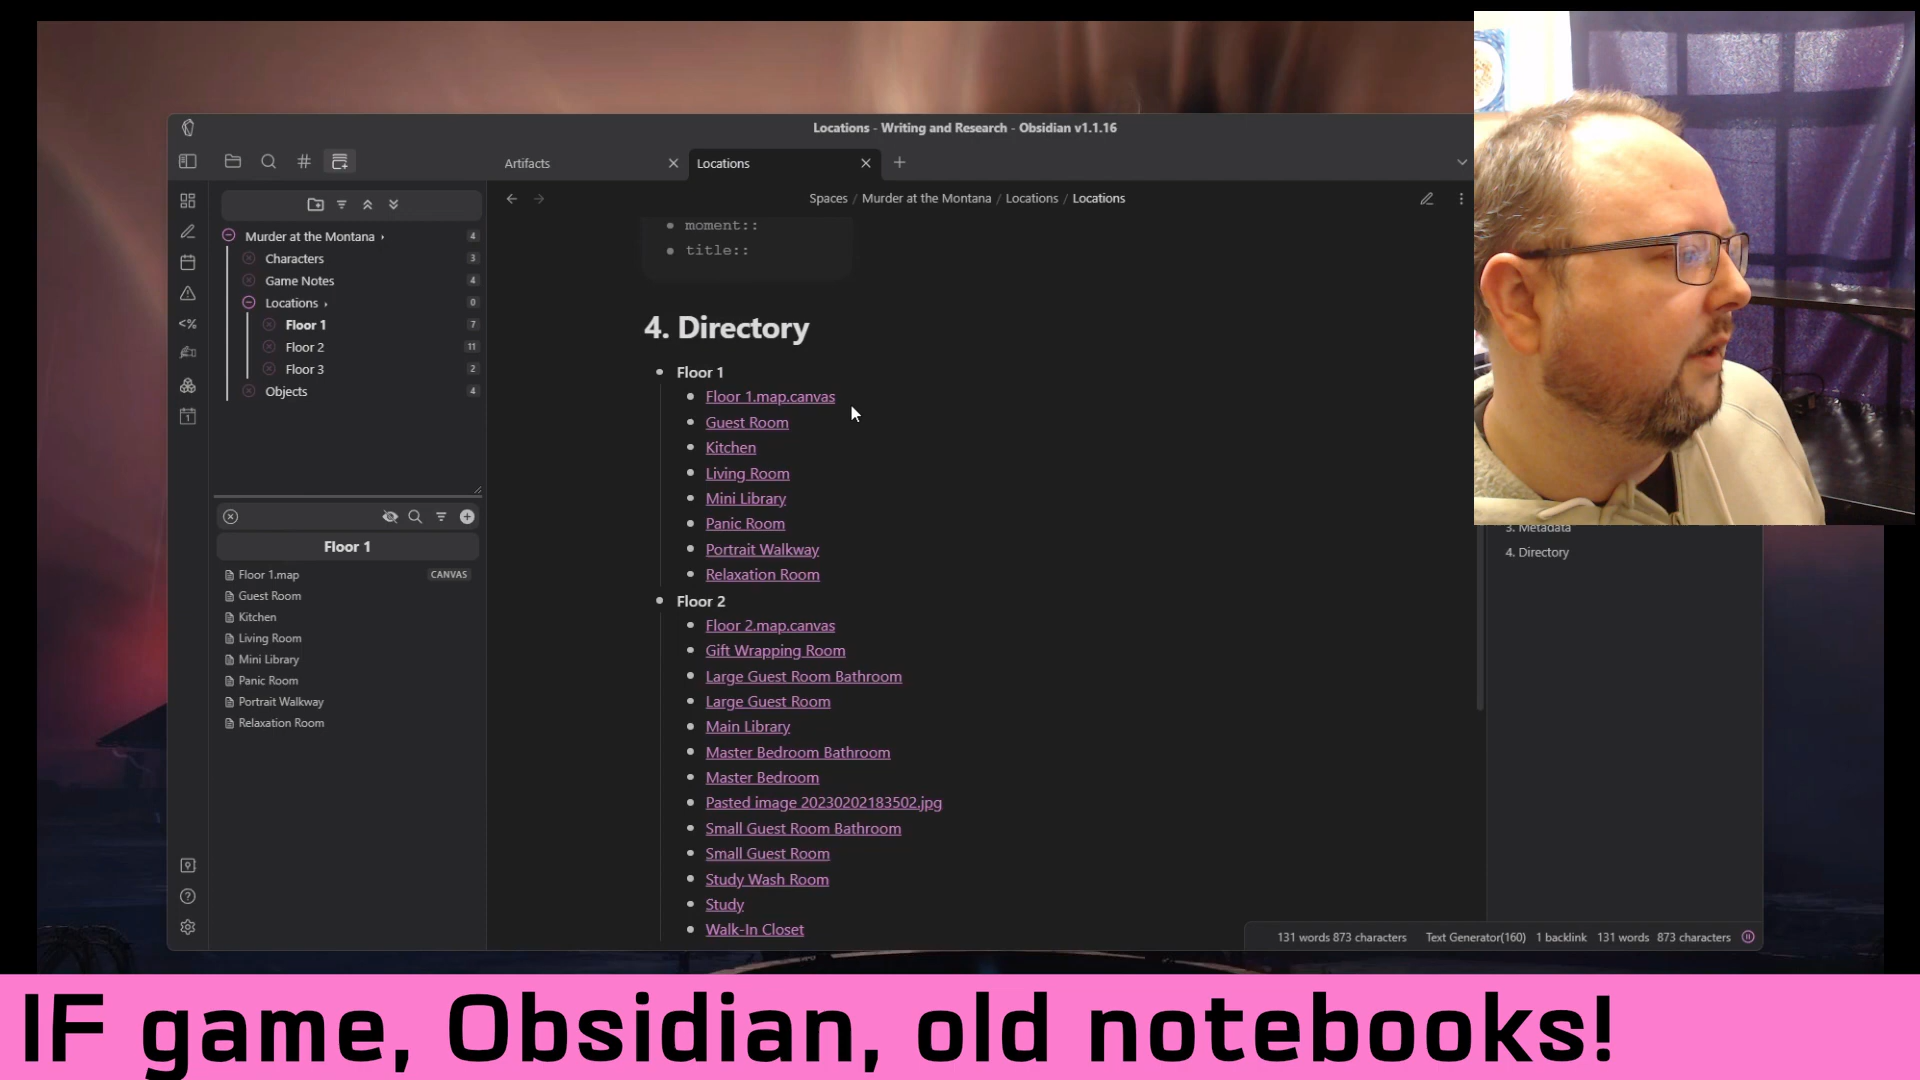 Locations - Writing and Research - Obsidian v1.1.16
Artifacts
Locations
Spaces / Murder at the Montana / Locations / Locations
Murder at the Montana
4
Characters
3
Game Notes
4
Locations
0
Floor 1
7
Floor 2
11
Floor 3
2
Objects
4
Floor 1
Floor 1.map
CANVAS
Guest Room
Kitchen
Living Room
Mini Library
Panic Room
Portrait Walkway
Relaxation Room
moment::
title::
4. Directory
Floor 1
Floor 1.map.canvas
Guest Room
Kitchen
Living Room
Mini Library
Panic Room
Portrait Walkway
Relaxation Room
Floor 2
Floor 2.map.canvas
Gift Wrapping Room
Large Guest Room Bathroom
Large Guest Room
Main Library
Master Bedroom Bathroom
Master Bedroom
Pasted image 20230202183502.jpg
Small Guest Room Bathroom
Small Guest Room
Study Wash Room
Study
Walk-In Closet
3. Metadata
4. Directory
131 words 873 characters Text Generator(160) 1 backlink 131 words 873 characters
IF game, Obsidian, old notebooks!